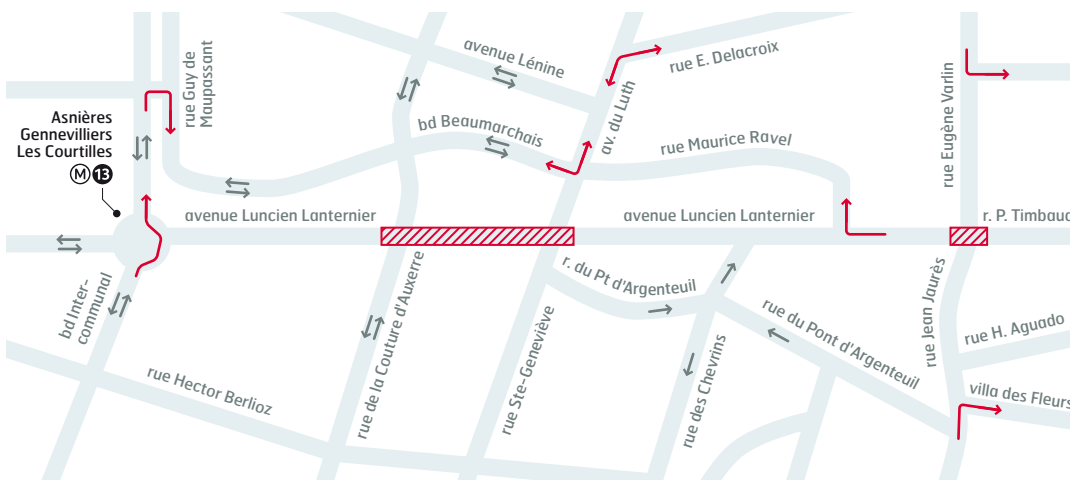 rue Guy de
Maupassant
avenue Lénine
rue E. Delacroix
av. du Luth
rue Eugène Varlin
Asnières
Gennevilliers
Les Courtilles
M 13
bd Beaumarchais
rue Maurice Ravel
avenue Luncien Lanternier
avenue Luncien Lanternier
r. P. Timbaud
bd Inter-
communal
rue de la Couture d'Auxerre
r. du Pt d'Argenteuil
rue Ste-Geneviève
rue des Chevrins
rue du Pont d'Argenteuil
rue Jean Jaurès
rue H. Aguado
villa des Fleurs
rue Hector Berlioz